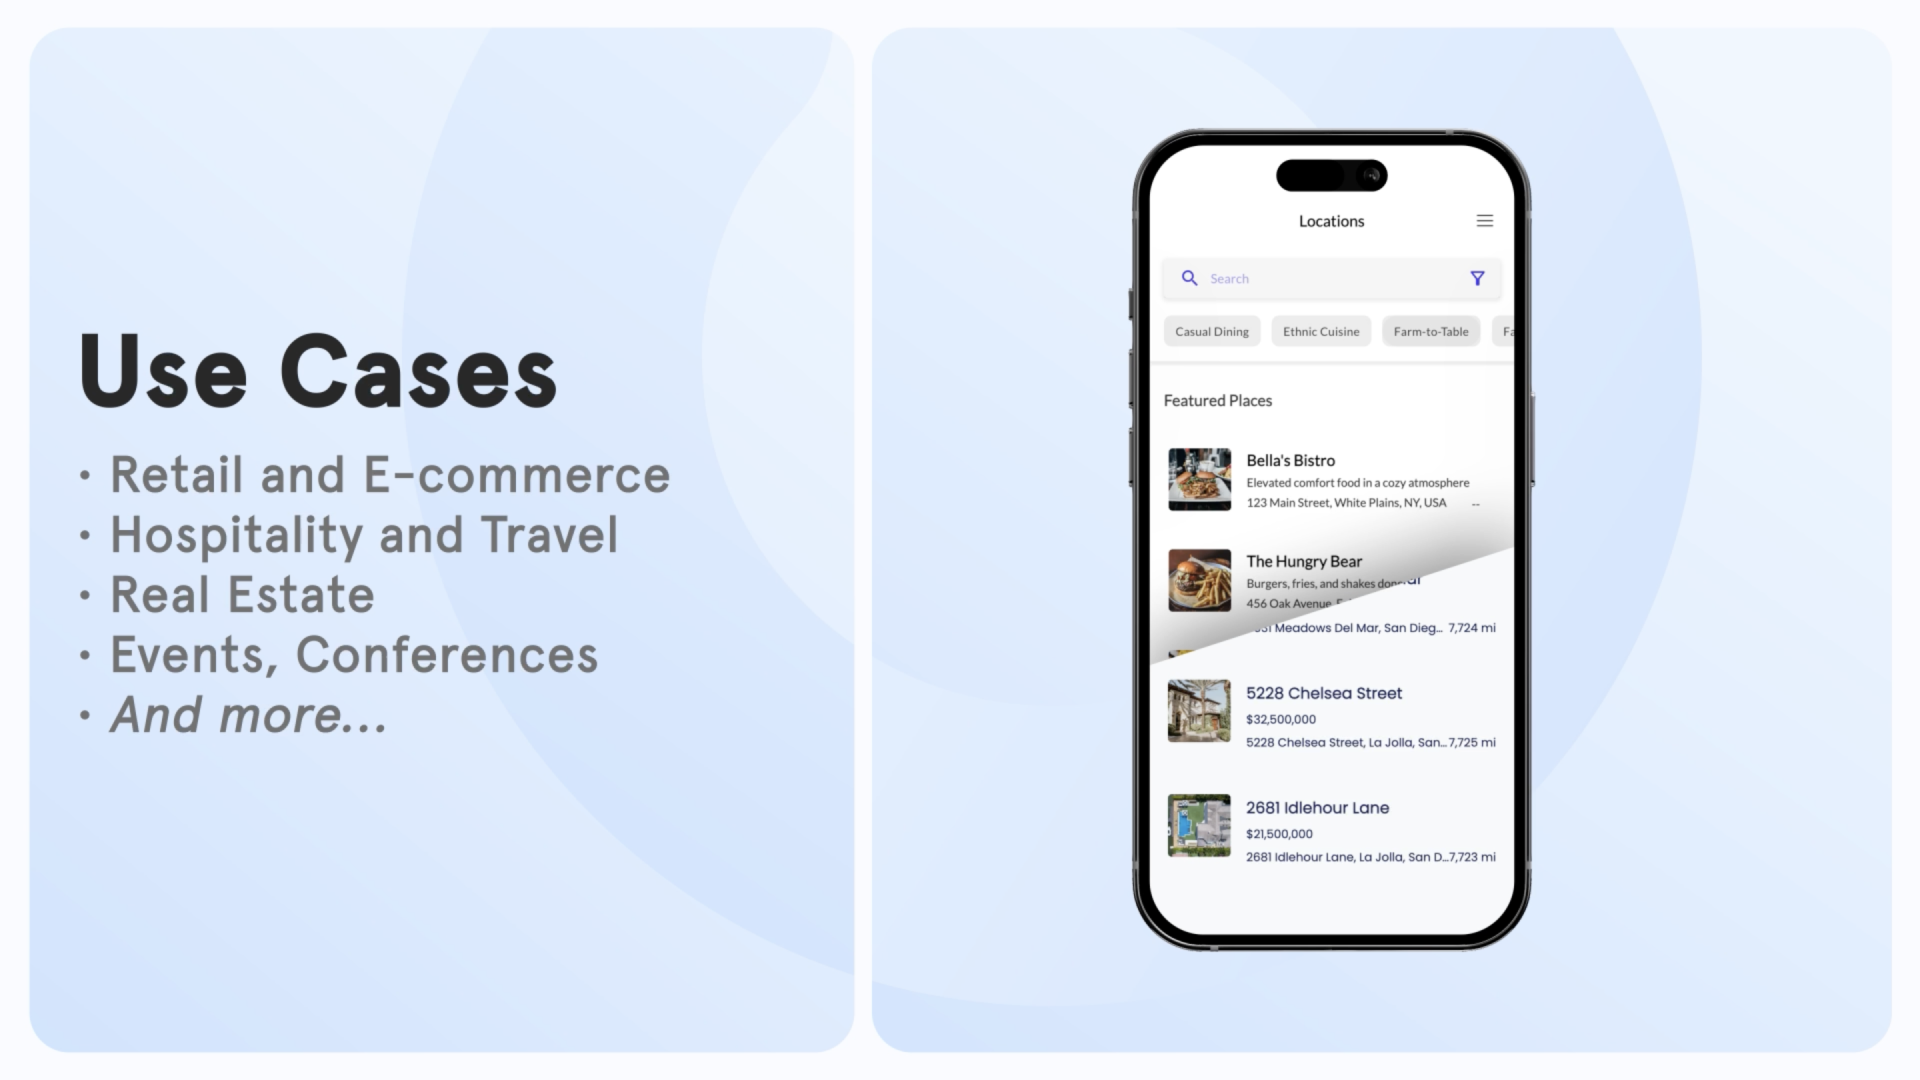 Use Cases
• Retail and E-commerce
• Hospitality and Travel
• Real Estate
• Events, Conferences
• And more...
Locations
Search
Casual Dining Ethnic Cuisine Farm-to-Table Fa
Featured Places
Bella's Bistro
Elevated comfort food in a cozy atmosphere
123 Main Street, White Plains, NY, USA --
The Hungry Bear
Burgers, fries, and shakes
456 Oak Avenue,
Meadows Del Mar, San Dieg... 7,724 mi
5228 Chelsea Street
$32,500,000
5228 Chelsea Street, La Jolla, San... 7,725 mi
2681 Idlehour Lane
$21,500,000
2681 Idlehour Lane, La Jolla, San D... 7,723 mi